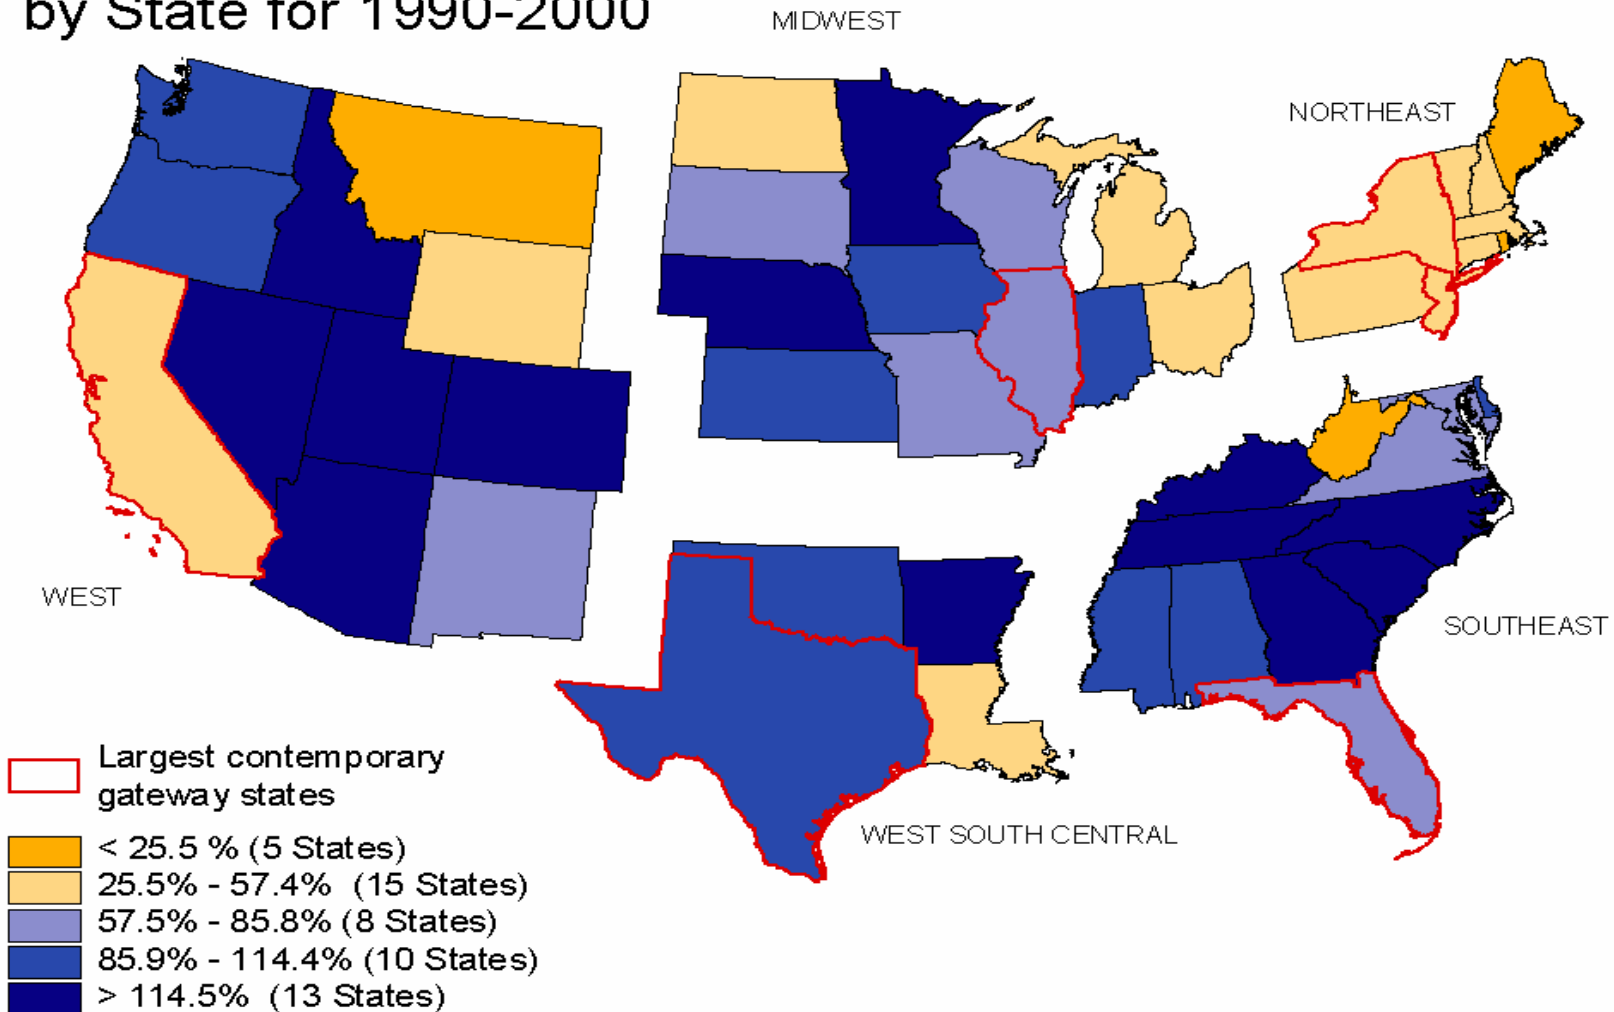 by State for 1990-2000
MIDWEST
NORTHEAST
WEST
SOUTHEAST
WEST SOUTH CENTRAL
Largest contemporary
gateway states
< 25.5 % (5 States)
25.5% - 57.4% (15 States)
57.5% - 85.8% (8 States)
85.9% - 114.4% (10 States)
> 114.5% (13 States)